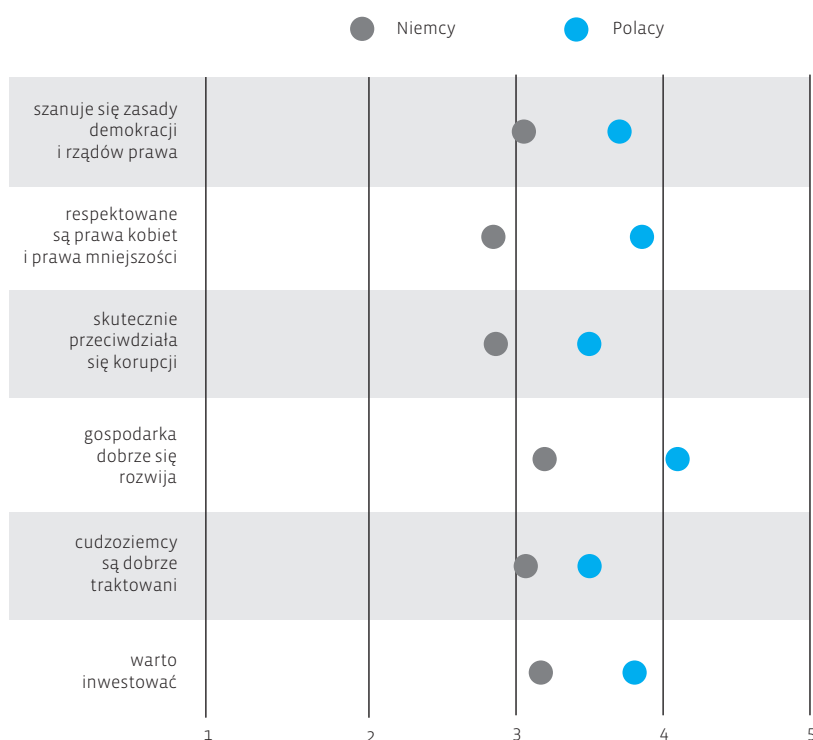 Niemcy
Polacy
szanuje się zasady
demokracji
i rządów prawa
respektowane
są prawa kobiet
i prawa mniejszości
skutecznie
przeciwdziała
się korupcji
gospodarka
dobrze się
rozwija
cudzoziemcy
są dobrze
traktowani
warto
inwestować
1 2 3 4 5